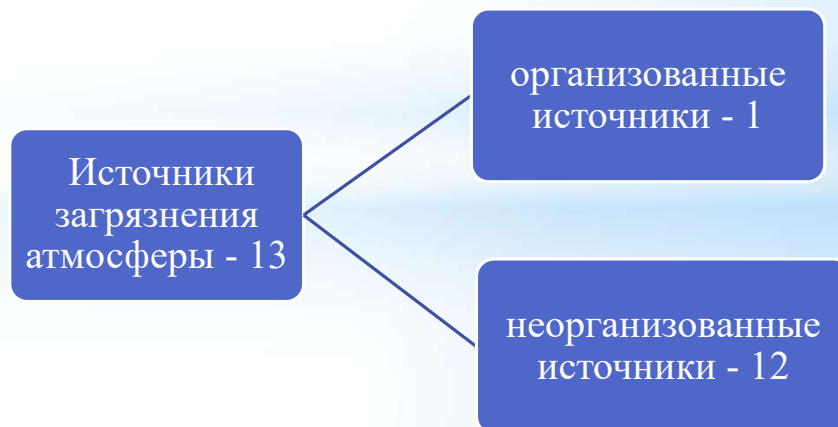 Источники
загрязнения
атмосферы - 13
организованные
источники - 1
неорганизованные
источники - 12